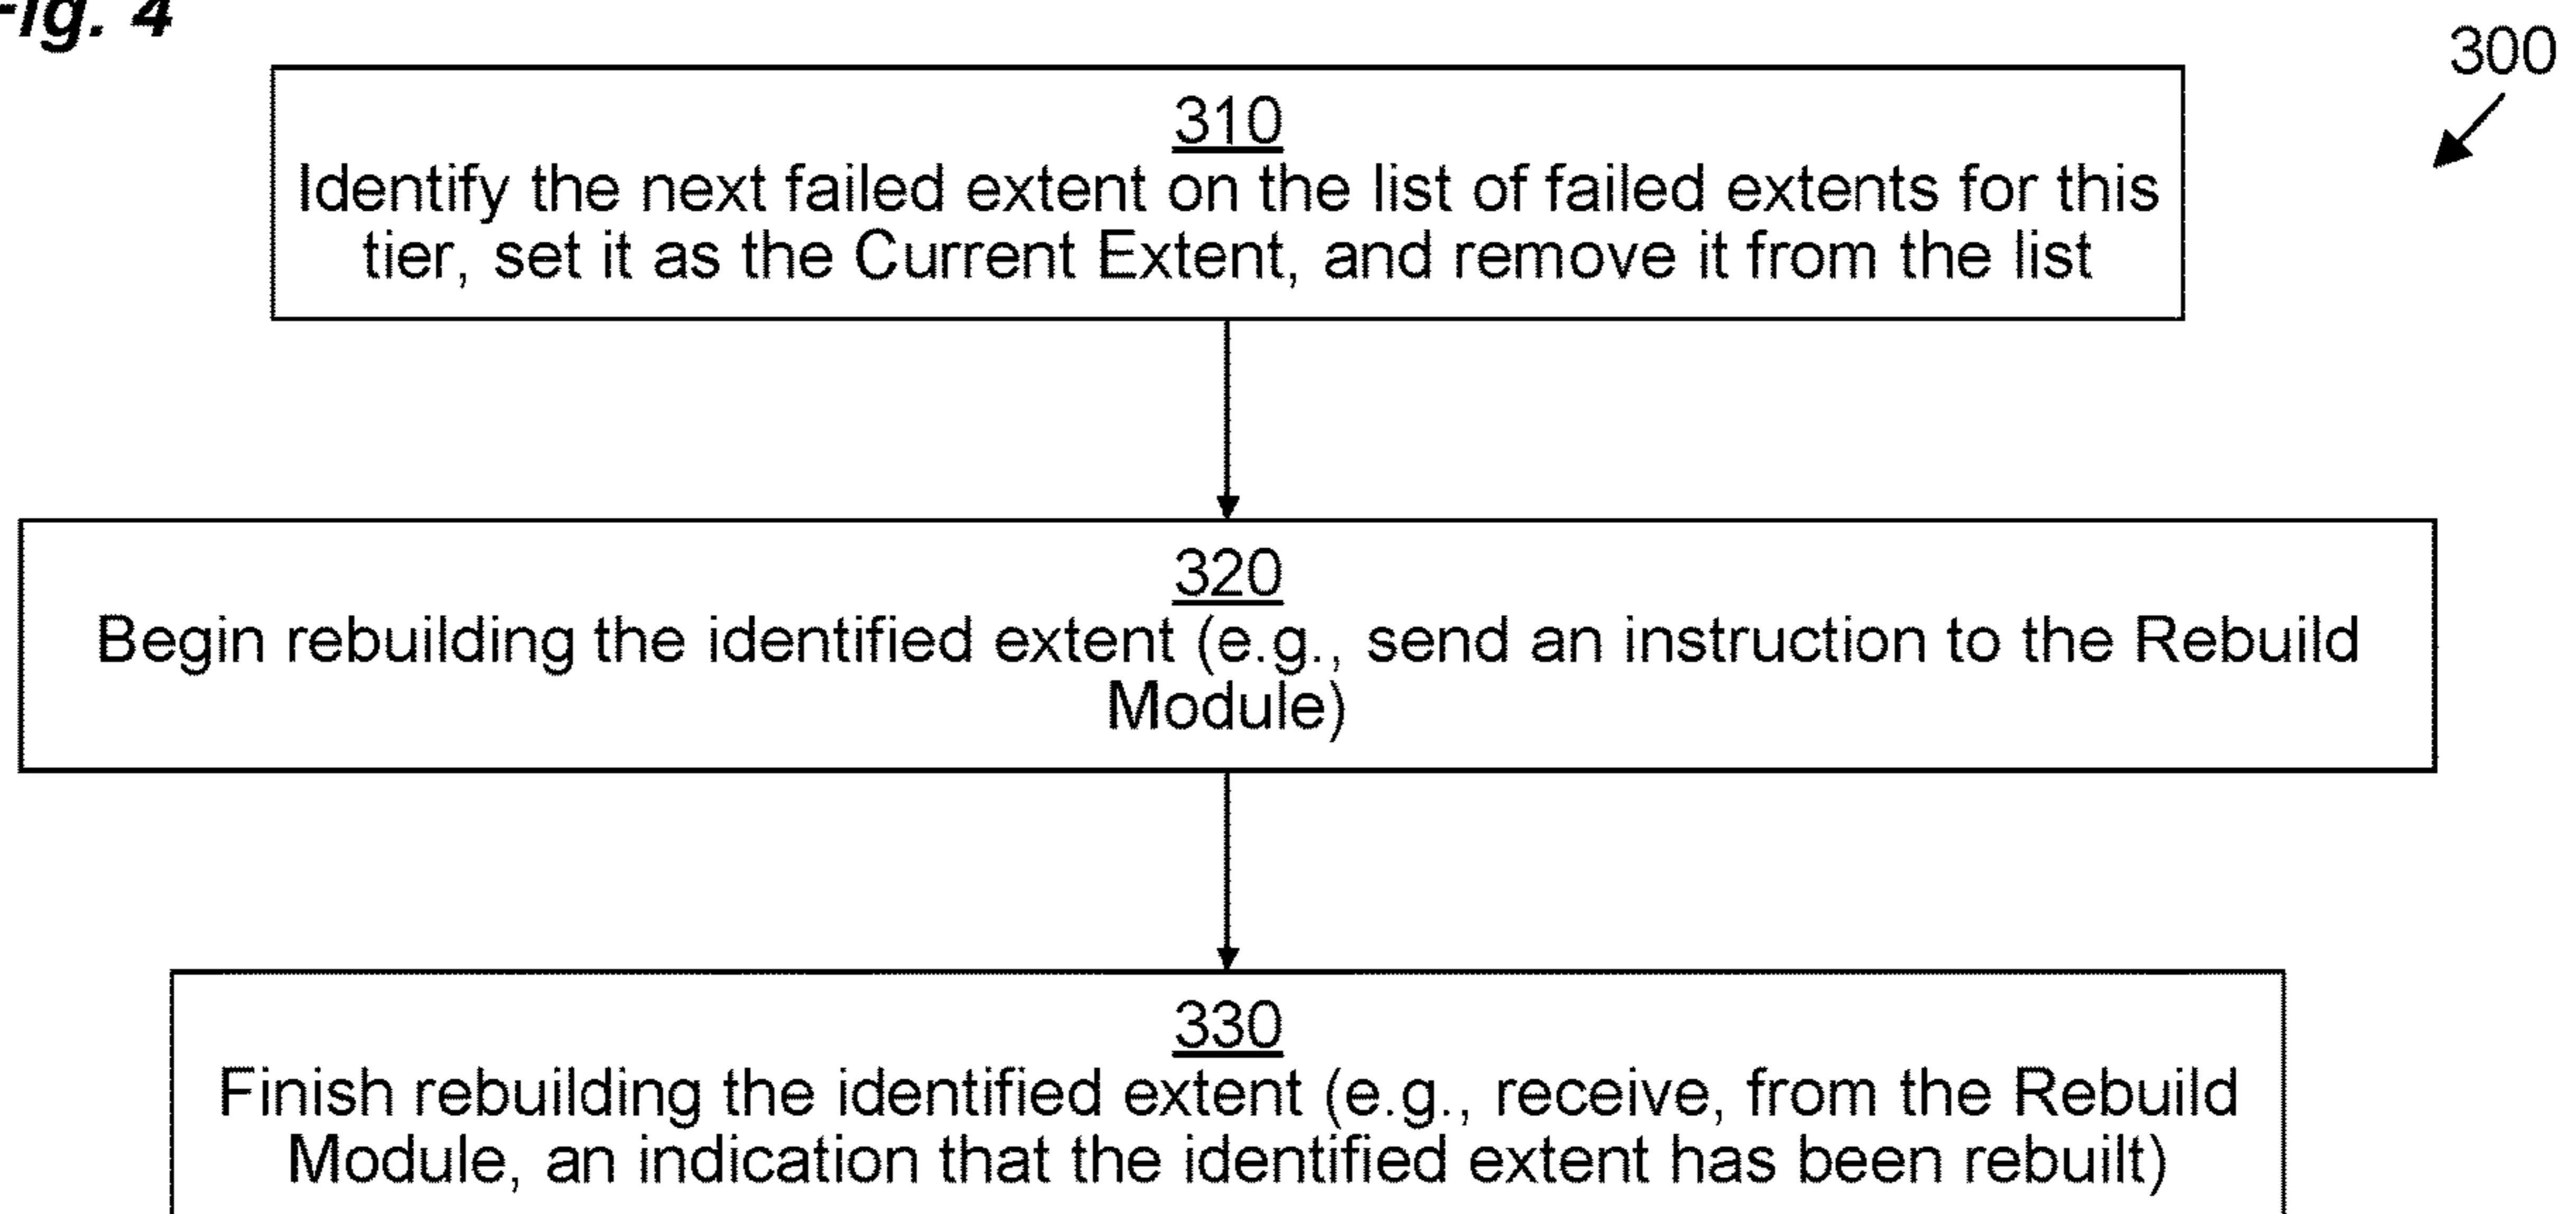 Fig. 4
300
310
Identify the next failed extent on the list of failed extents for this
tier, set it as the Current Extent, and remove it from the list
320
Begin rebuilding the identified extent (e.g., send an instruction to the Rebuild
Module)
330
Finish rebuilding the identified extent (e.g., receive, from the Rebuild
Module, an indication that the identified extent has been rebuilt)